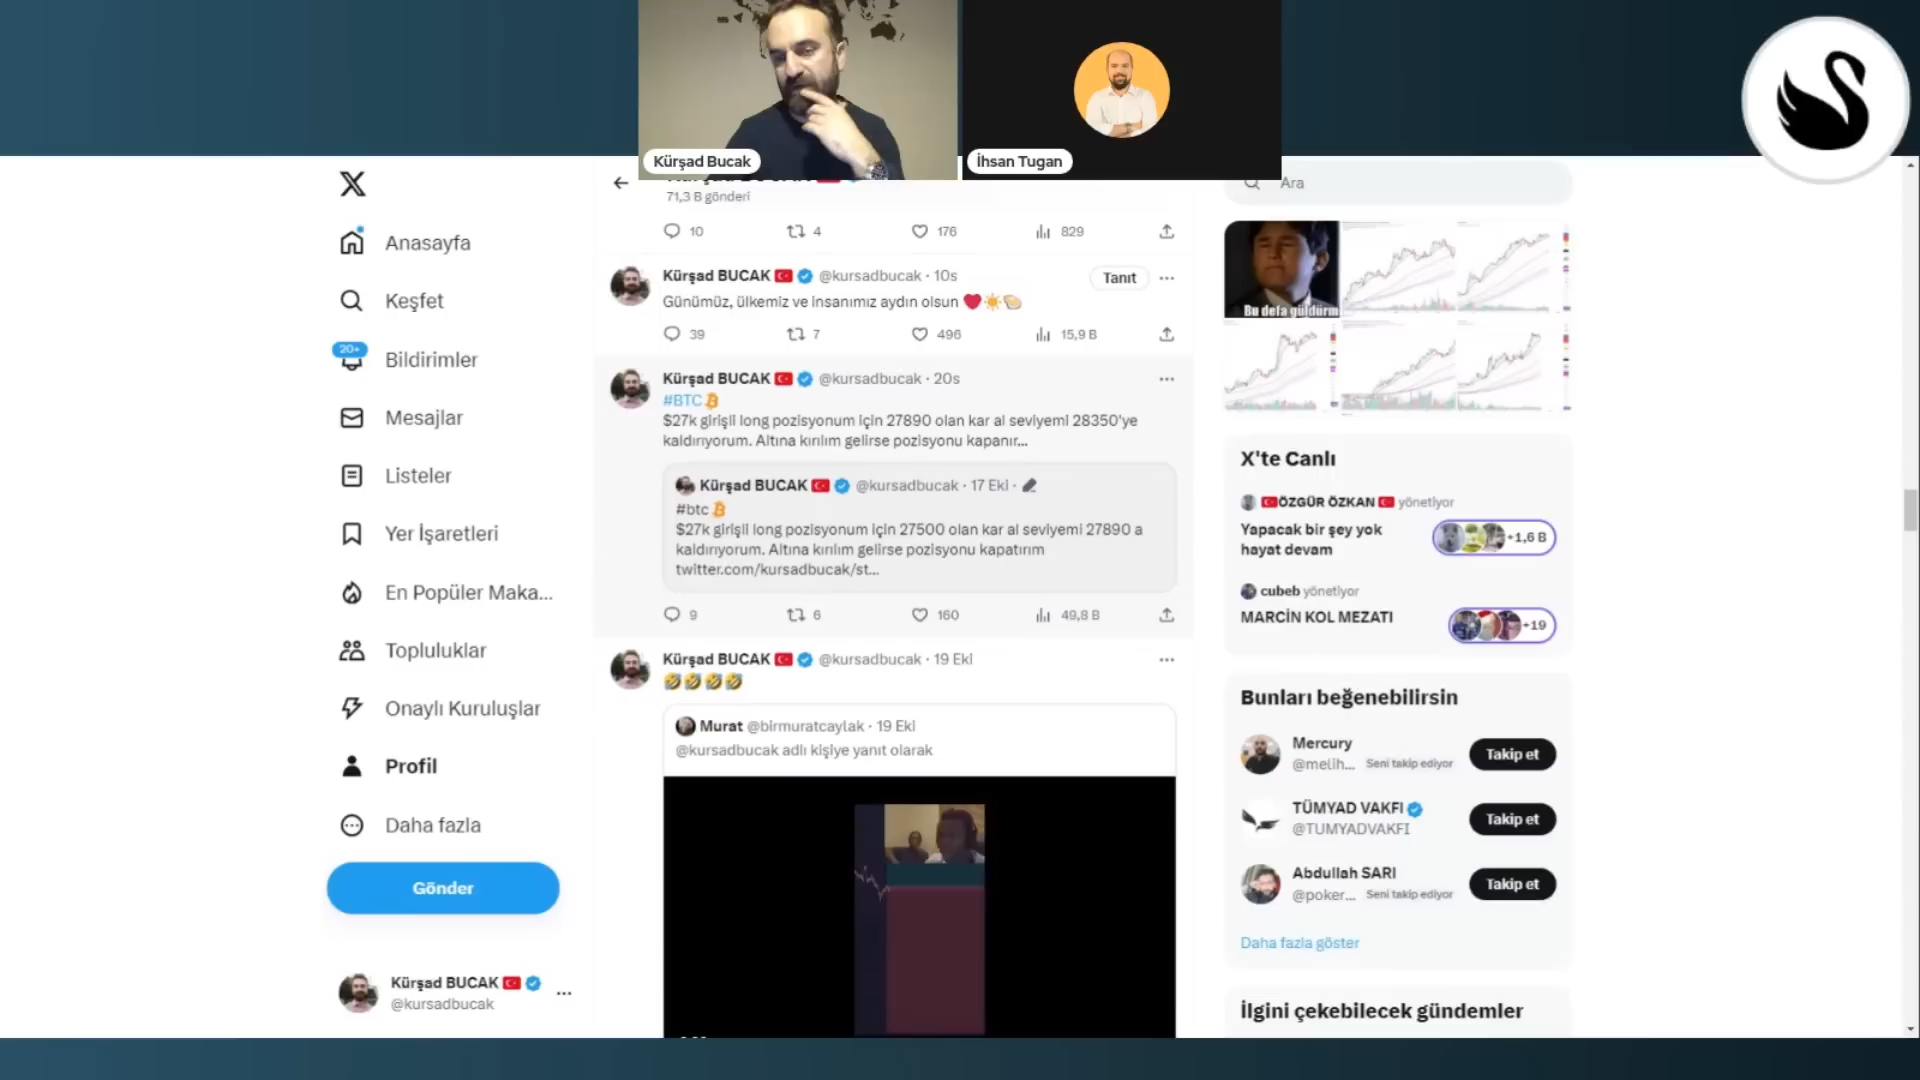 Kürşad Bucak
İhsan Tugan
Anasayfa
Keşfet
20+
Bildirimler
Mesajlar
Listeler
Yer İşaretleri
En Popüler Maka...
Topluluklar
Onaylı Kuruluşlar
Profil
Daha fazla
Gönder
Kürşad BUCAK
@kursadbucak
71,3 B gönderi
10 4 176 829
Kürşad BUCAK @kursadbucak · 10s
Tanıt
Günümüz, ülkemiz ve insanımız aydın olsun
39 7 496 15,9 B
Kürşad BUCAK @kursadbucak · 20s
#BTC
$27k girişli long pozisyonum için 27890 olan kar al seviyemi 28350'ye
kaldırıyorum. Altına kırılım gelirse pozisyonu kapanır...
Kürşad BUCAK @kursadbucak · 17 Eki ·
#btc
$27k girişli long pozisyonum için 27500 olan kar al seviyemi 27890 a
kaldırıyorum. Altına kırılım gelirse pozisyonu kapatırım
twitter.com/kursadbucak/st...
9 6 160 49,8 B
Kürşad BUCAK @kursadbucak · 19 Eki
Murat @birmuratcaylak · 19 Eki
@kursadbucak adlı kişiye yanıt olarak
Ara
Bu defa güldürm
X'te Canlı
ÖZGÜR ÖZKAN yönetiyor
Yapacak bir şey yok
hayat devam
+1,6 B
cubeb yönetiyor
MARCİN KOL MEZATI
+19
Bunları beğenebilirsin
Mercury
@melih... Seni takip ediyor
Takip et
TÜMYAD VAKFI
@TUMYADVAKFI
Takip et
Abdullah SARI
@poker... Seni takip ediyor
Takip et
Daha fazla göster
İlgini çekebilecek gündemler